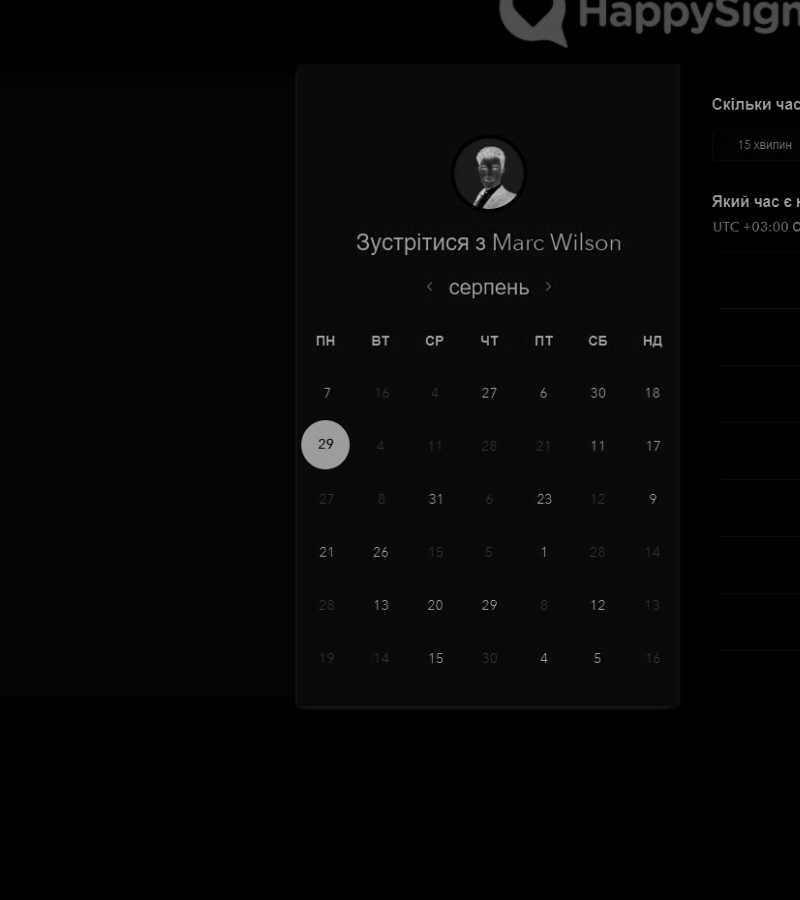 HappySign
Зустрітися з Marc Wilson
серпень
ПН ВТ СР ЧТ ПТ СБ НД
7 16 4 27 6 30 18
29 4 11 28 21 11 17
27 8 31 6 23 12 9
21 26 15 5 1 28 14
28 13 20 29 8 12 13
19 14 15 30 4 5 16
Скільки час
15 хвилин
Який час є
UTC +03:00